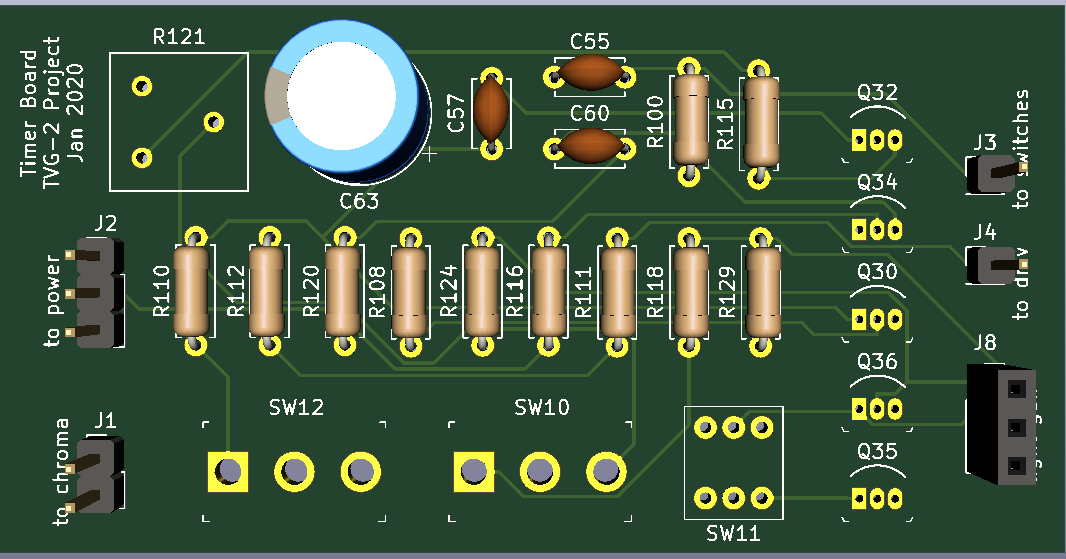 Timer Board
TVG-2 Project
Jan 2020
R121
C63
C57
C55
C60
R100
R115
Q32
J3
to switches
Q34
J4
J2
to power
R110
R112
R120
R108
R124
R116
R111
R118
R129
Q30
J8
Q36
J1
to chroma
SW12
SW10
SW11
Q35